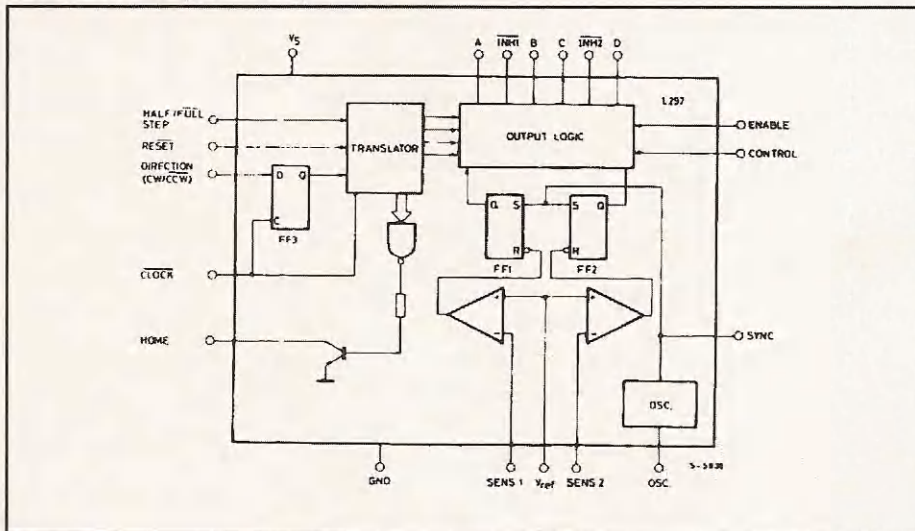 VS
A INH1 B C INH2 D
L297
HALF/FULL
STEP
RESET
DIRECTION
(CW/CCW)
CLOCK
HOME
TRANSLATOR
OUTPUT LOGIC
ENABLE
CONTROL
D Q
C
FF3
Q S
R
FF1
S Q
R
FF2
+
-
+
-
SYNC
OSC.
S-5838
GND
SENS 1
Vref
SENS 2
OSC.